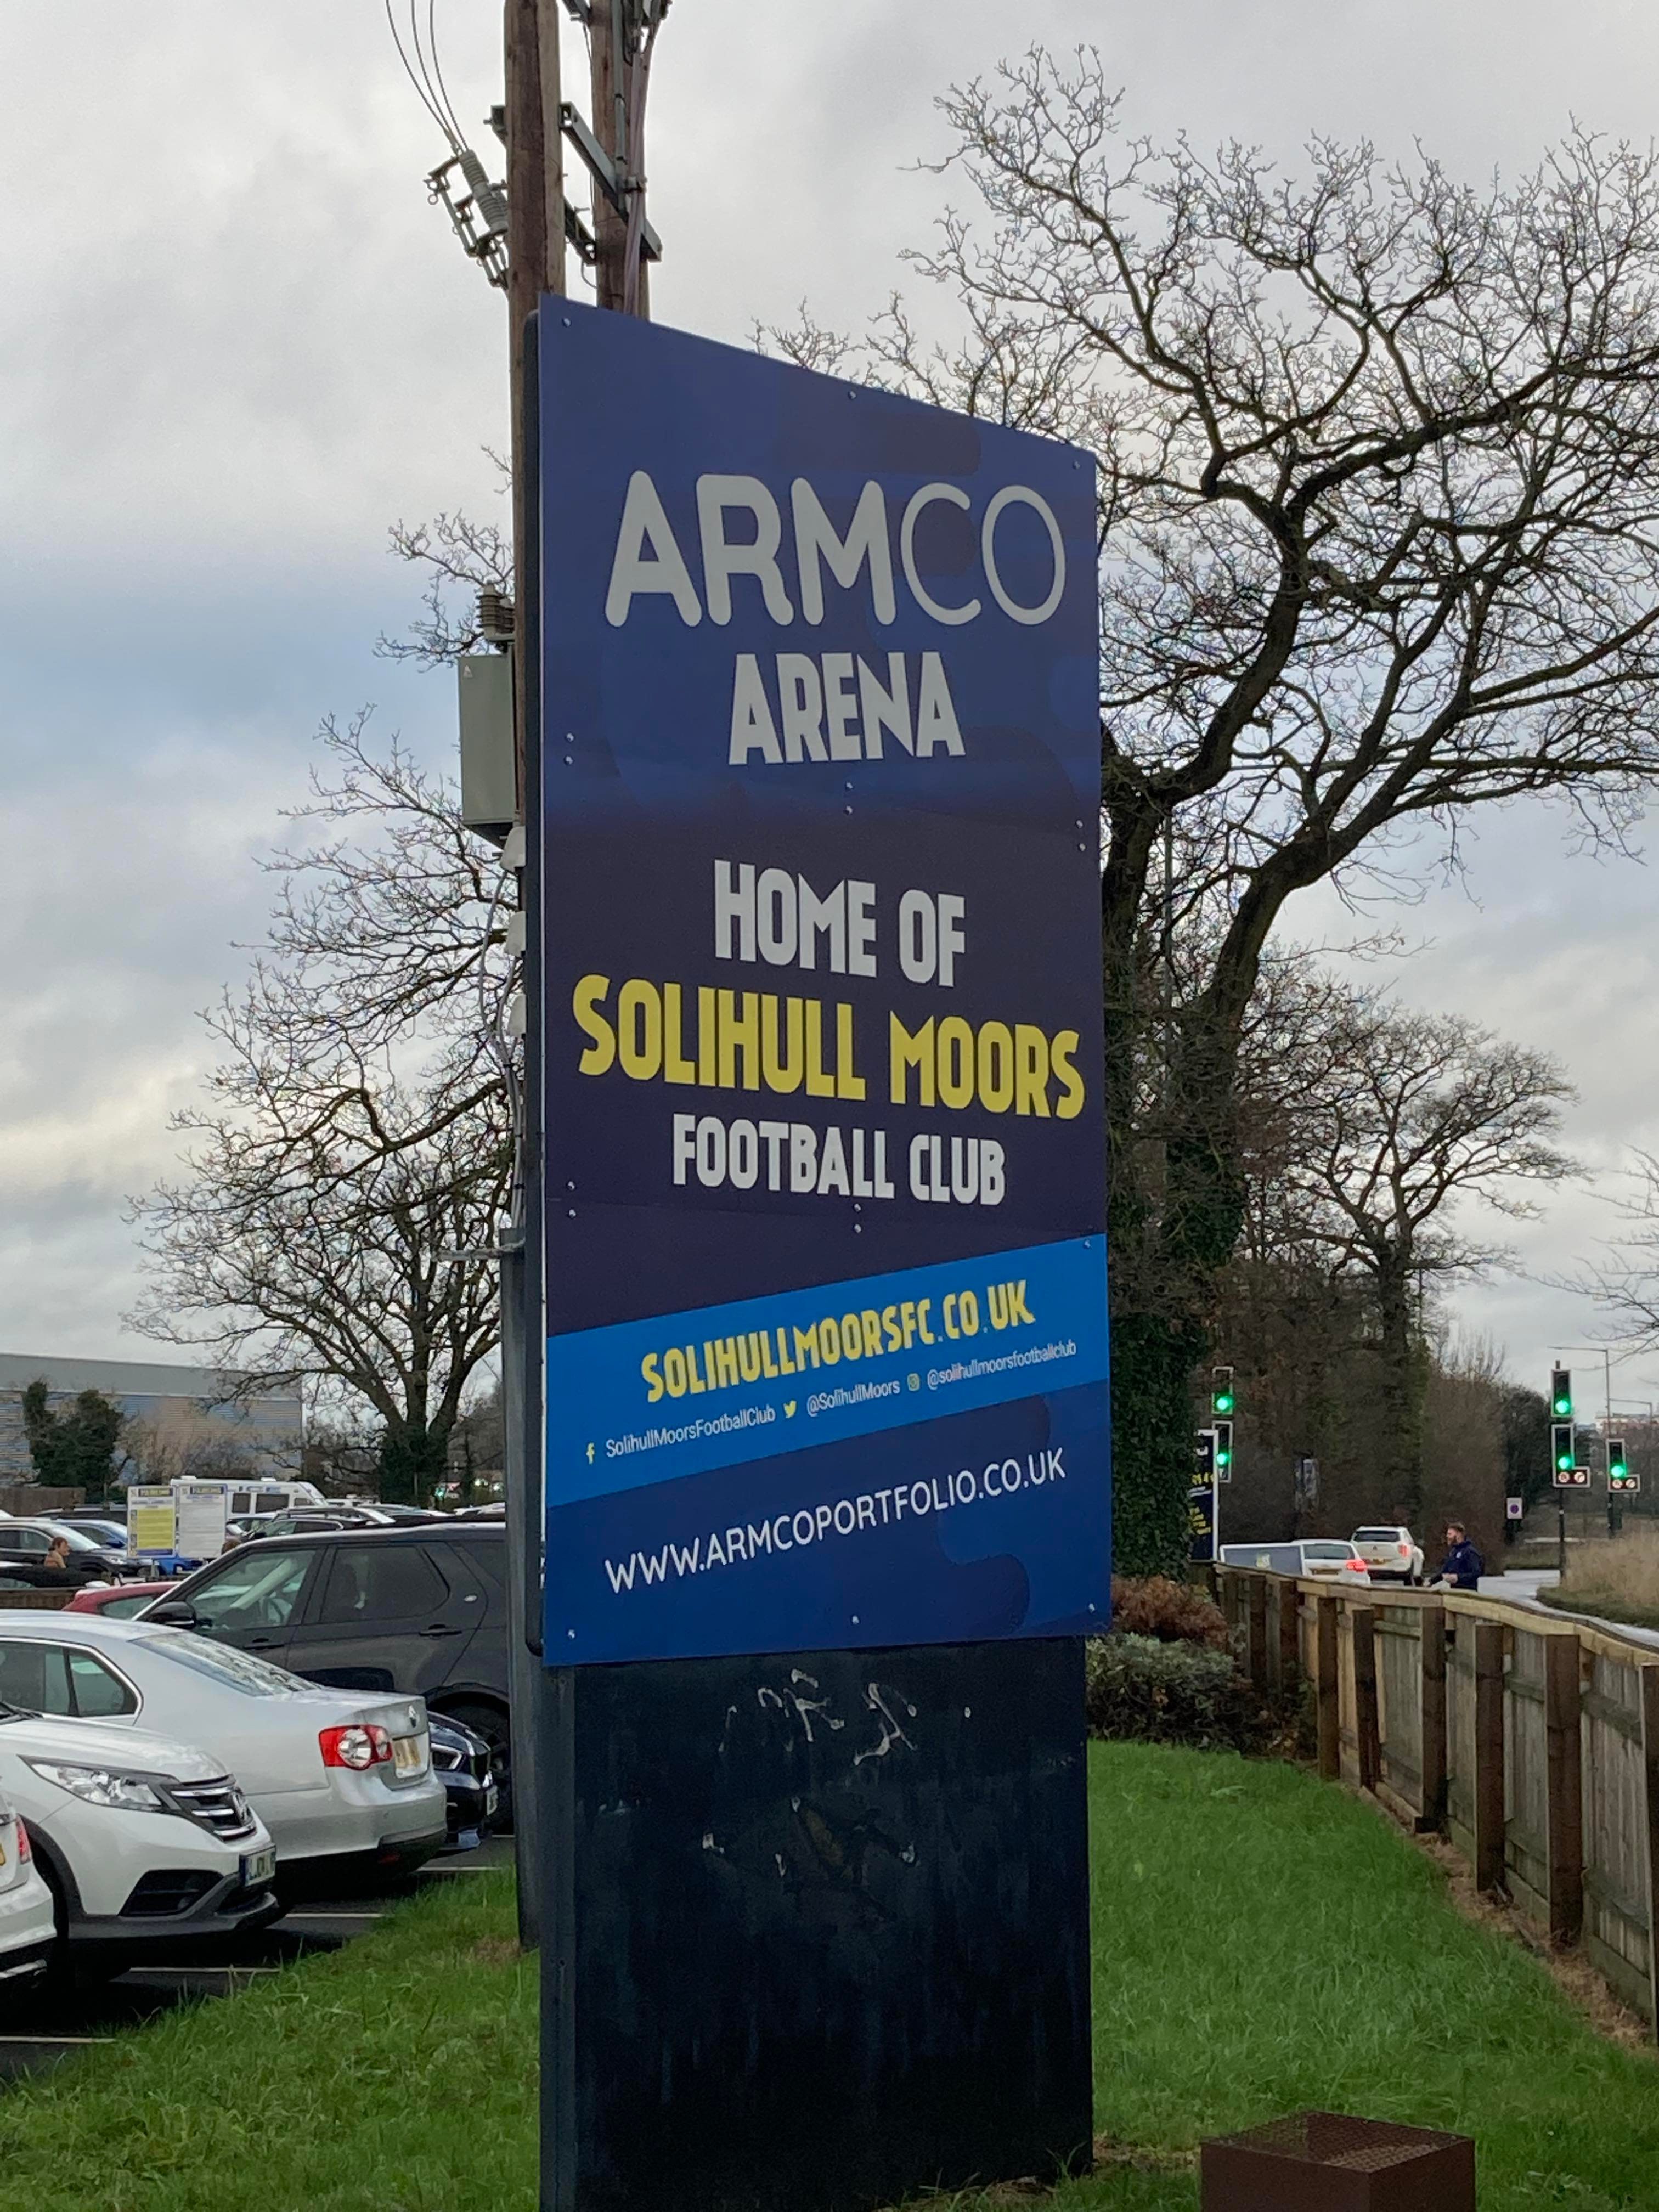 ARMCO
ARENA
HOME OF
SOLIHULL MOORS
FOOTBALL CLUB
SOLIHULLMOORSFC.CO.UK
SolihullMoorsFootballClub @SolihullMoors @solihullmoorsfootballclub
WWW.ARMCOPORTFOLIO.CO.UK